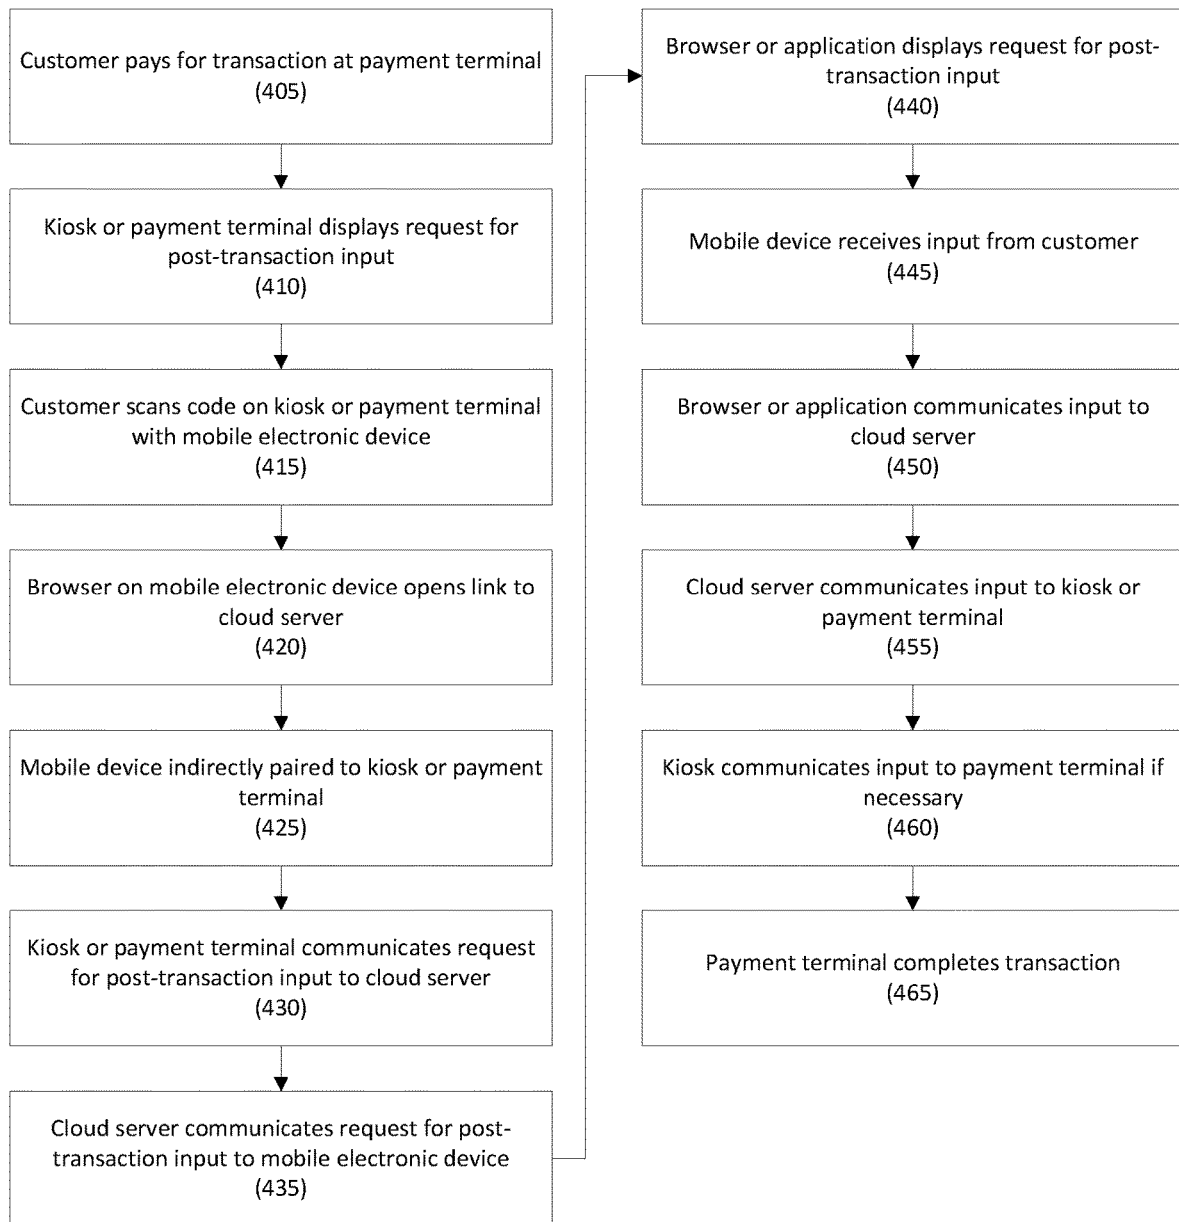 Customer pays for transaction at payment terminal
(405)
Kiosk or payment terminal displays request for
post-transaction input
(410)
Customer scans code on kiosk or payment terminal
with mobile electronic device
(415)
Browser on mobile electronic device opens link to
cloud server
(420)
Mobile device indirectly paired to kiosk or payment
terminal
(425)
Kiosk or payment terminal communicates request
for post-transaction input to cloud server
(430)
Cloud server communicates request for post-
transaction input to mobile electronic device
(435)
Browser or application displays request for post-
transaction input
(440)
Mobile device receives input from customer
(445)
Browser or application communicates input to
cloud server
(450)
Cloud server communicates input to kiosk or
payment terminal
(455)
Kiosk communicates input to payment terminal if
necessary
(460)
Payment terminal completes transaction
(465)